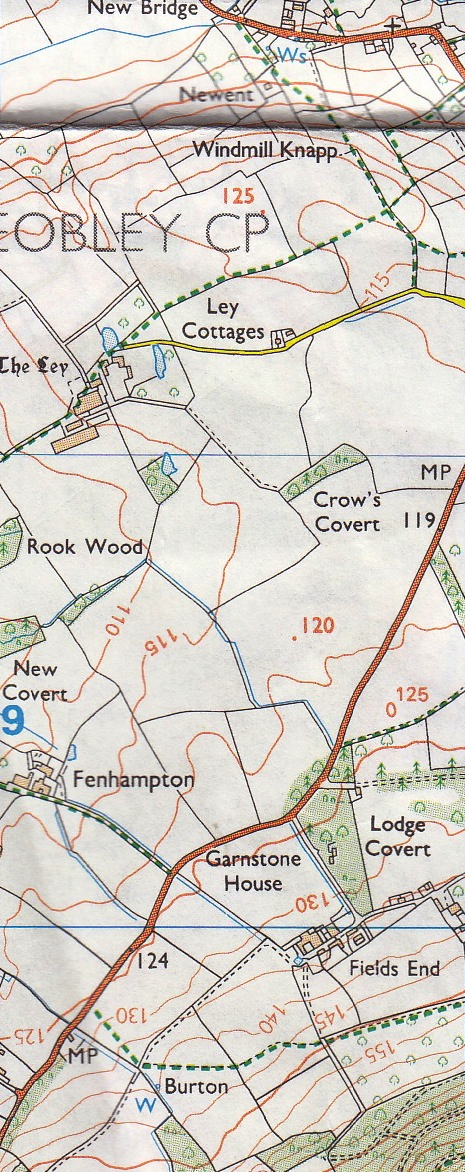 New Bridge
Ws
Newent
Windmill Knapp
125
EOBLEY CP
115
Ley
Cottages
The Ley
MP
Crow's
Covert
119
Rook Wood
110
115
120
New
Covert
125
0
9
Fenhampton
Lodge
Covert
Garnstone
House
130
124
Fields End
130
140
145
125
155
MP
Burton
W